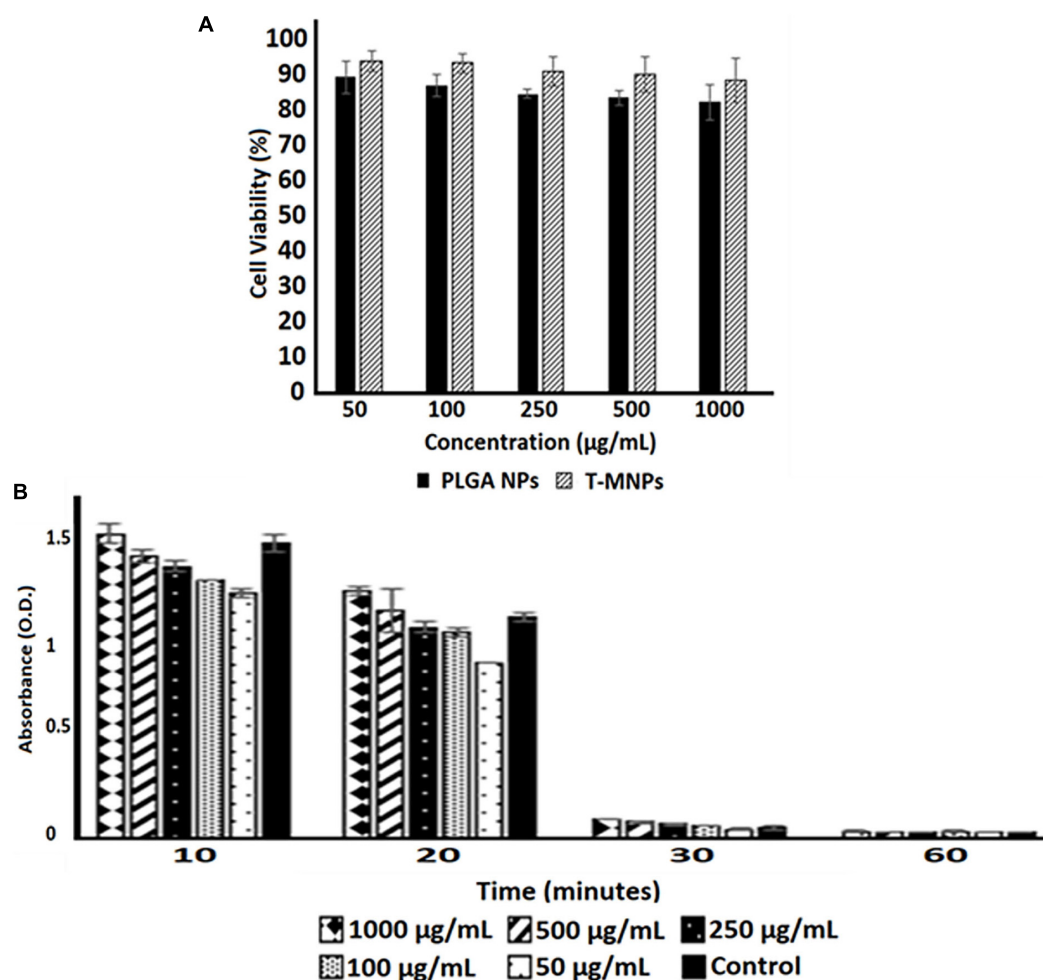 A
100
90
80
70
60
50
40
30
20
10
0
Cell Viability (%)
50 100 250 500 1000
Concentration (µg/mL)
PLGA NPs T-MNPs
B
1.5
1
0.5
0
Absorbance (O.D.)
10 20 30 60
Time (minutes)
1000 µg/mL 500 µg/mL 250 µg/mL
100 µg/mL 50 µg/mL Control